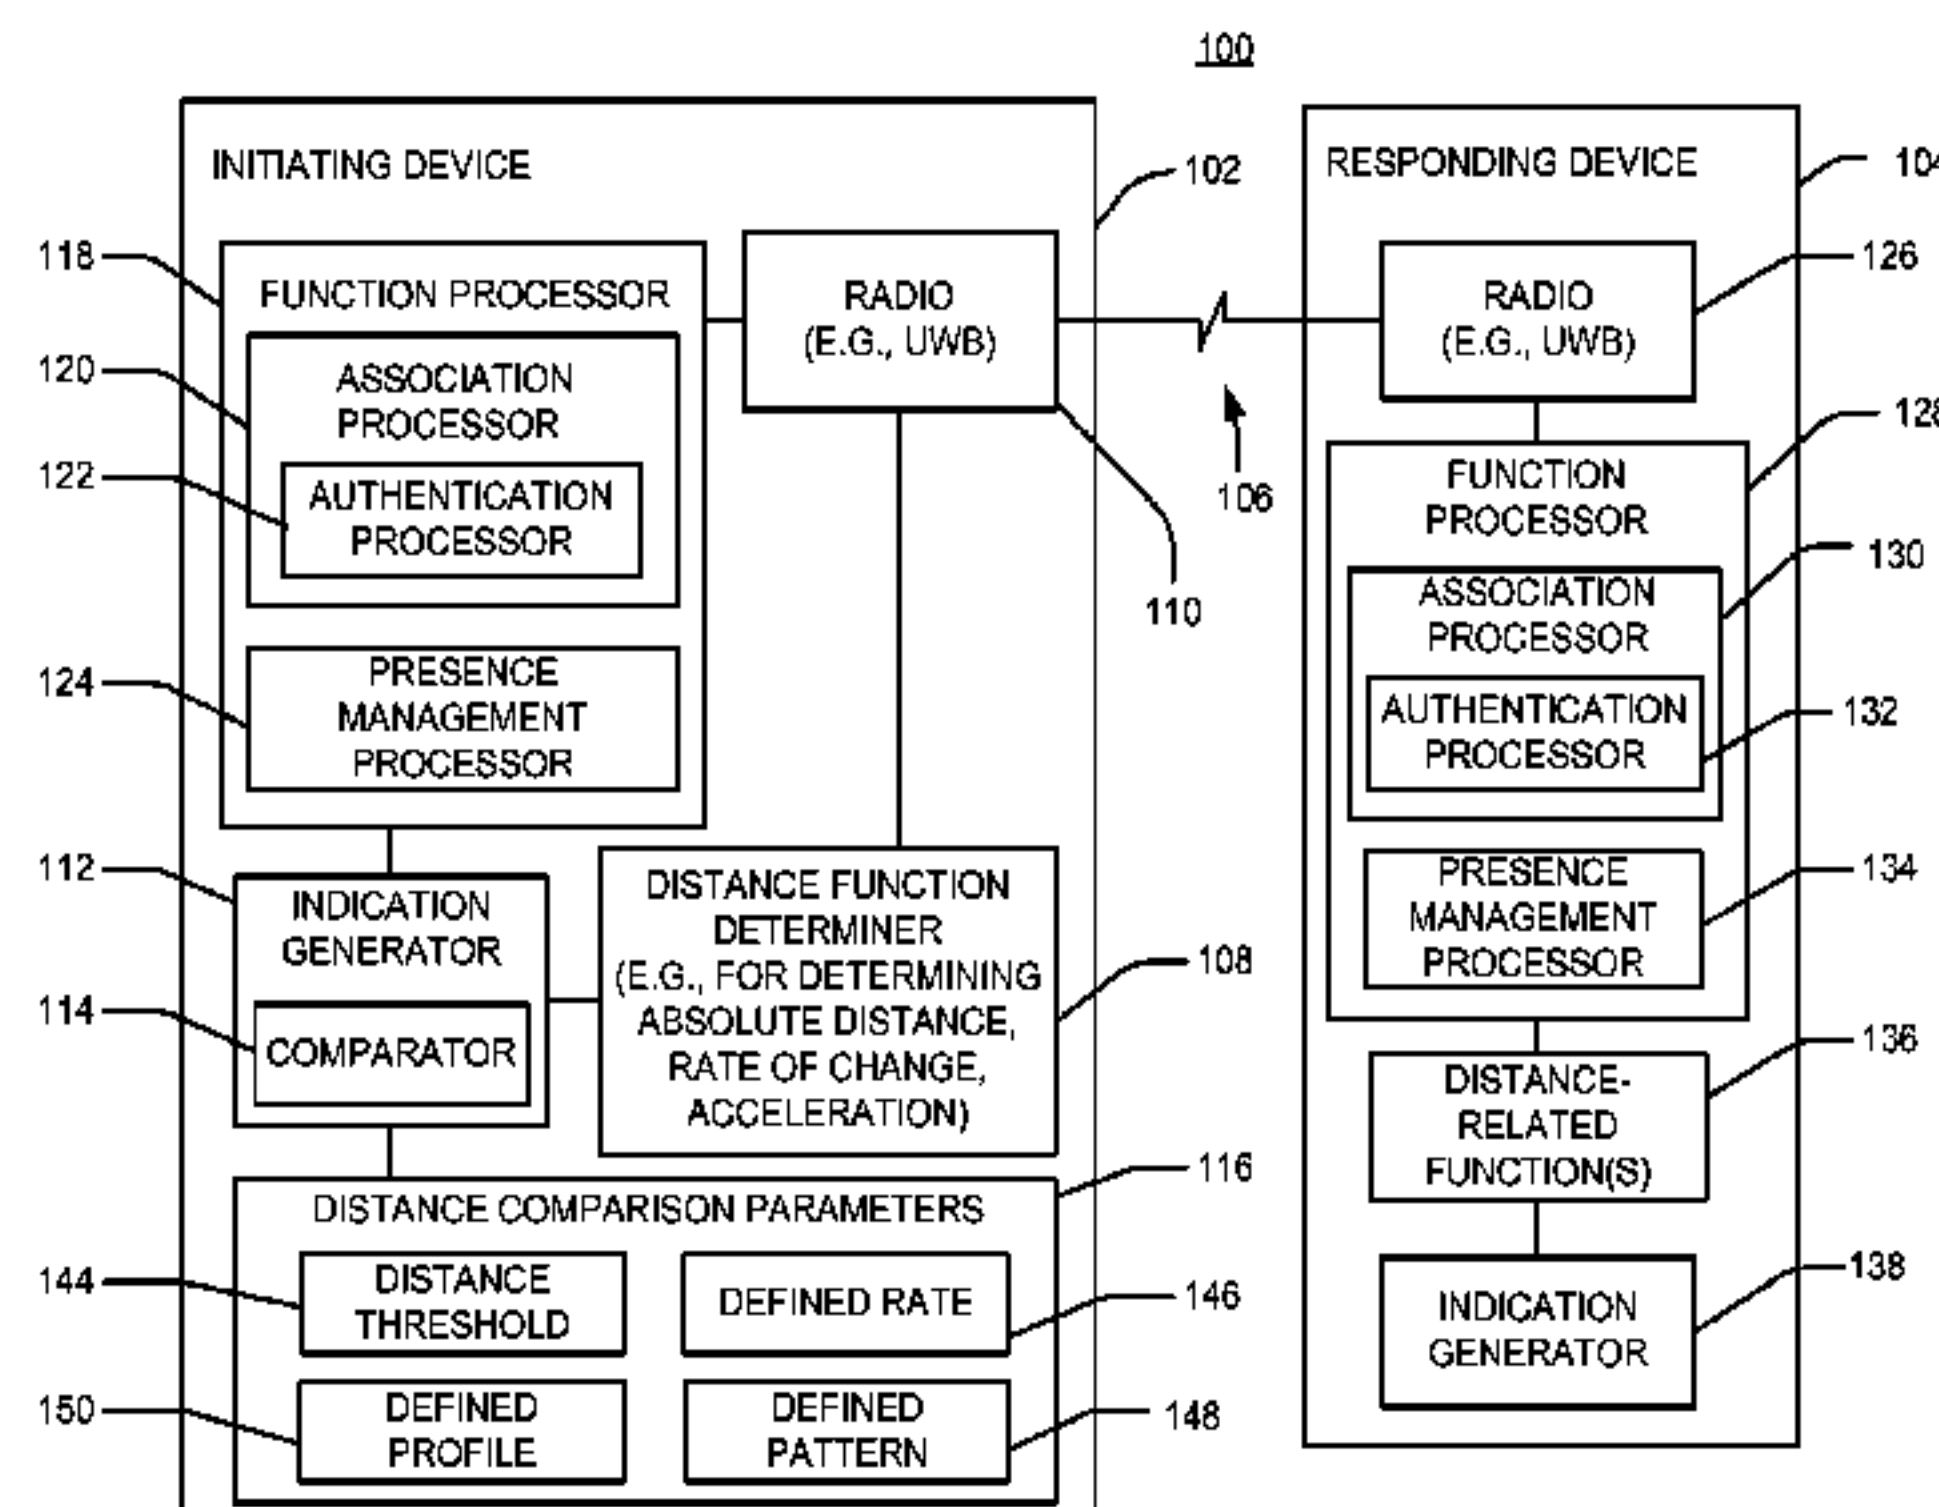 100
INITIATING DEVICE
102
118
FUNCTION PROCESSOR
RADIO
(E.G., UWB)
120
ASSOCIATION
PROCESSOR
122
AUTHENTICATION
PROCESSOR
106
110
124
PRESENCE
MANAGEMENT
PROCESSOR
112
INDICATION
GENERATOR
114
COMPARATOR
DISTANCE FUNCTION
DETERMINER
(E.G., FOR DETERMINING
ABSOLUTE DISTANCE,
RATE OF CHANGE,
ACCELERATION)
108
116
DISTANCE COMPARISON PARAMETERS
144
DISTANCE
THRESHOLD
DEFINED RATE
146
150
DEFINED
PROFILE
DEFINED
PATTERN
148
RESPONDING DEVICE
104
RADIO
(E.G., UWB)
126
128
FUNCTION
PROCESSOR
130
ASSOCIATION
PROCESSOR
AUTHENTICATION
PROCESSOR
132
PRESENCE
MANAGEMENT
PROCESSOR
134
136
DISTANCE-
RELATED
FUNCTION(S)
138
INDICATION
GENERATOR